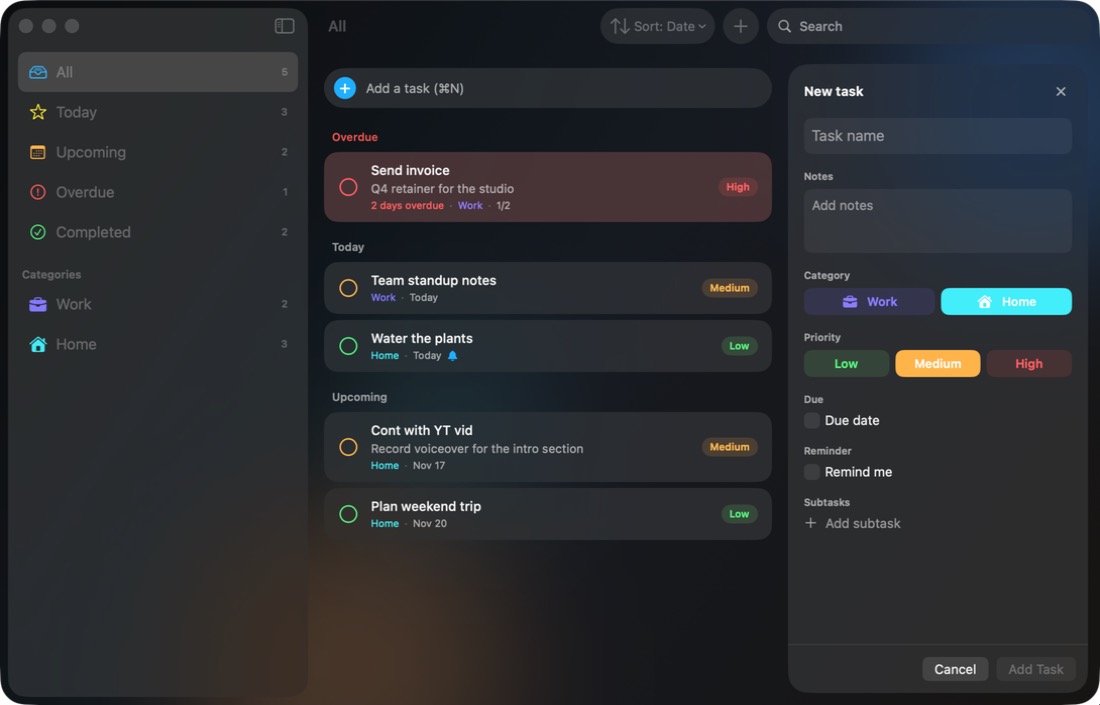 All 5
Today 3
Upcoming 2
Overdue 1
Completed 2
Categories
Work 2
Home 3
All
Sort: Date
Search
Add a task (⌘N)
Overdue
Send invoice
Q4 retainer for the studio
2 days overdue · Work · 1/2
High
Today
Team standup notes
Work · Today
Medium
Water the plants
Home · Today
Low
Upcoming
Cont with YT vid
Record voiceover for the intro section
Home · Nov 17
Medium
Plan weekend trip
Home · Nov 20
Low
New task
Task name
Notes
Add notes
Category
Work Home
Priority
Low Medium High
Due
Due date
Reminder
Remind me
Subtasks
+ Add subtask
Cancel Add Task